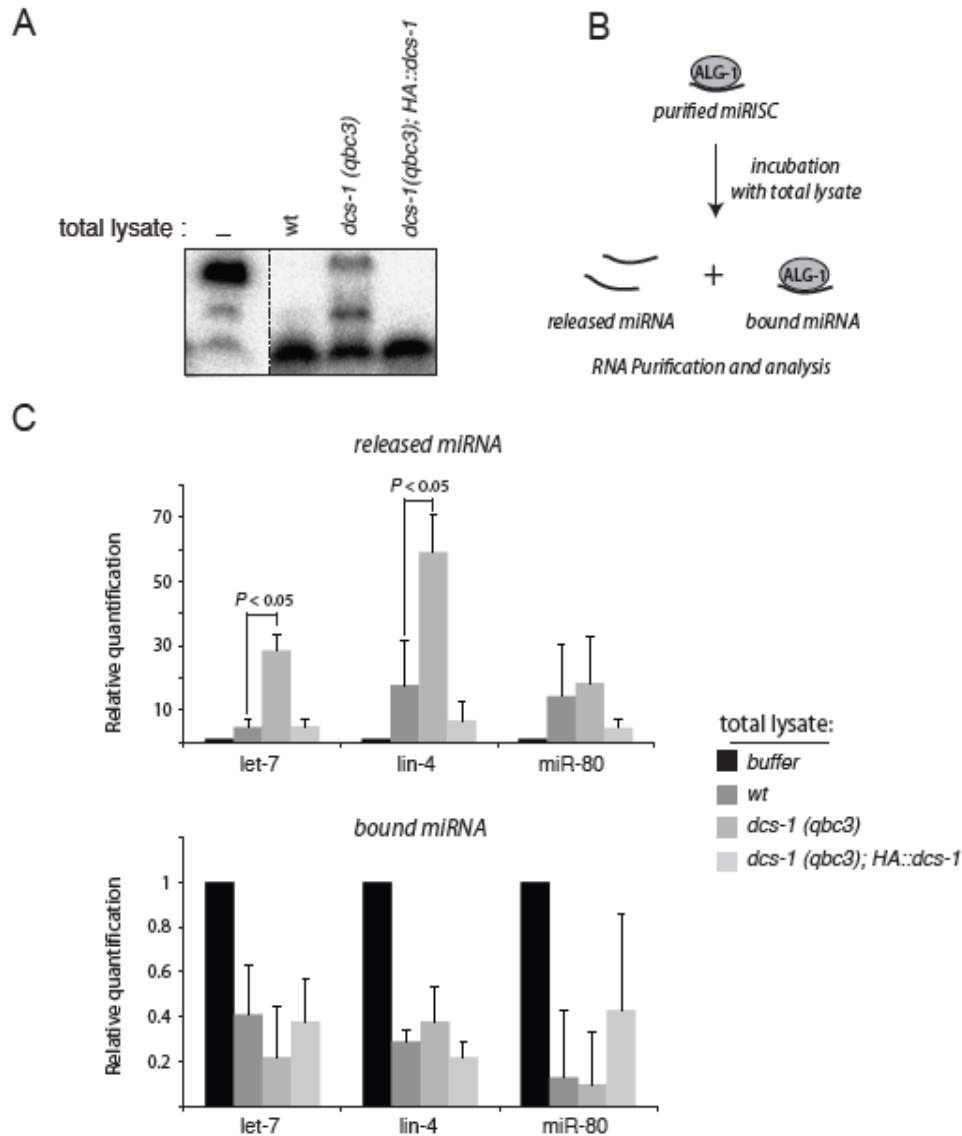 A
total lysate :
–
wt
dcs-1 (qbc3)
dcs-1(qbc3); HA::dcs-1
B
ALG-1
purified miRISC
incubation
with total lysate
+
ALG-1
released miRNA
bound miRNA
RNA Purification and analysis
C
released miRNA
Relative quantification
70
50
30
10
P < 0.05
P < 0.05
let-7
lin-4
miR-80
bound miRNA
Relative quantification
1
0.8
0.6
0.4
0.2
let-7
lin-4
miR-80
total lysate:
buffer
wt
dcs-1 (qbc3)
dcs-1 (qbc3); HA::dcs-1